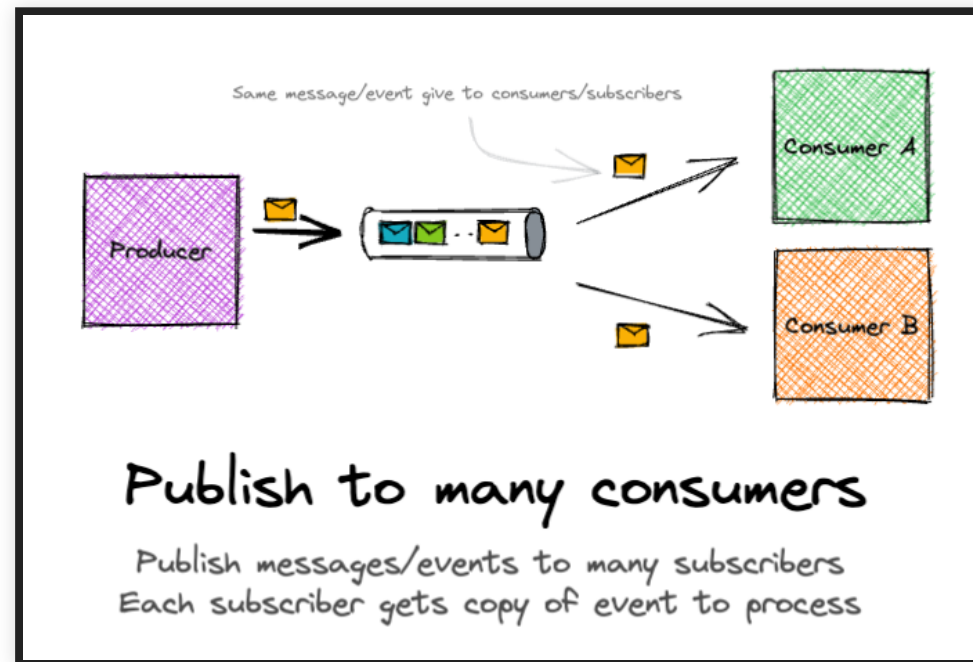 Same message/event give to consumers/subscribers
Producer
Consumer A
Consumer B
Publish to many consumers
Publish messages/events to many subscribers
Each subscriber gets copy of event to process